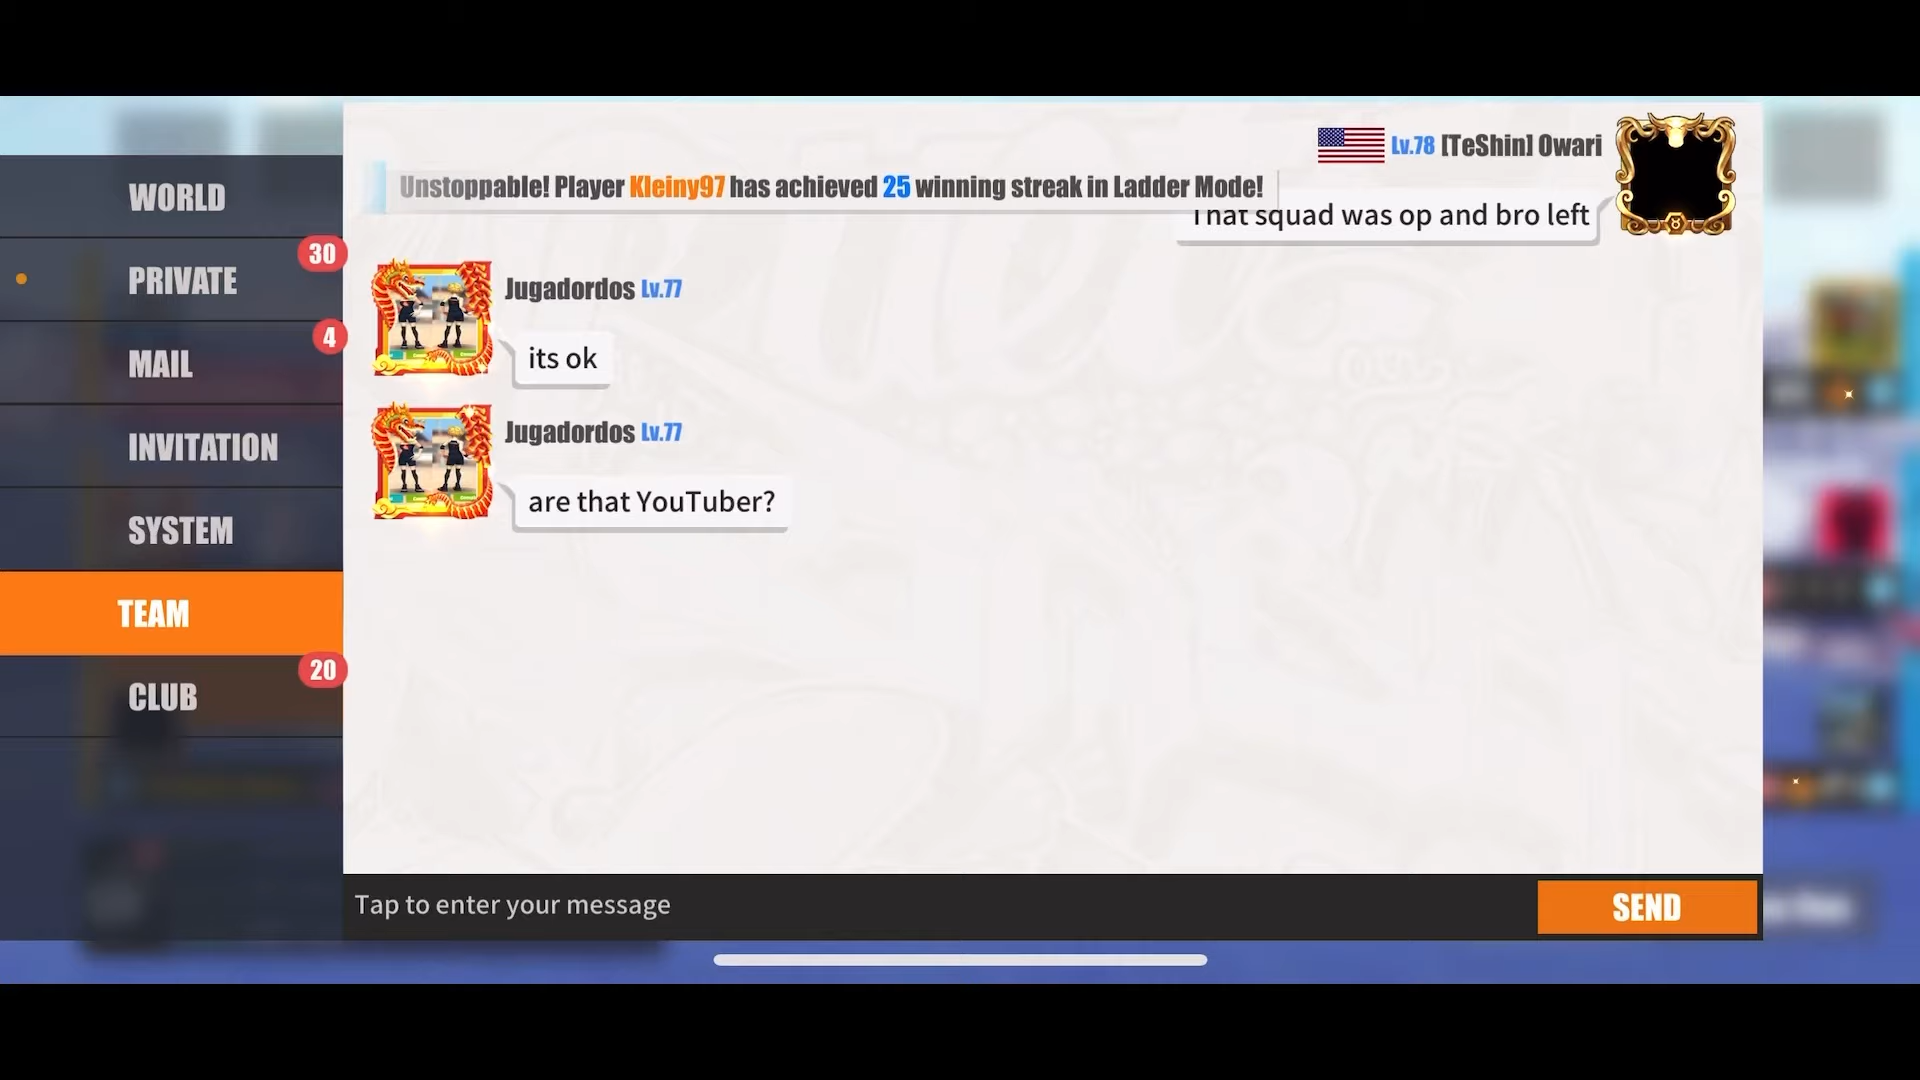 WORLD
30
PRIVATE
4
MAIL
INVITATION
SYSTEM
TEAM
20
CLUB
Lv.78 [TeShin] Owari
Unstoppable! Player Kleiny97 has achieved 25 winning streak in Ladder Mode!
That squad was op and bro left
Jugadordos Lv.77
its ok
Jugadordos Lv.77
are that YouTuber?
Tap to enter your message
SEND